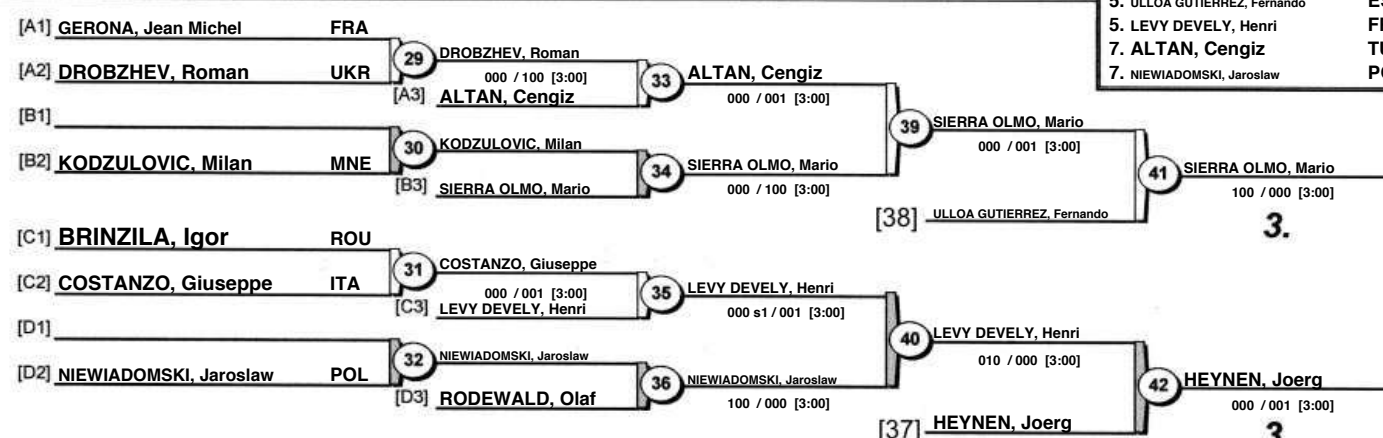 5. ULLOA GUTIERREZ, Fernando
5. LEVY DEVELY, Henri
7. ALTAN, Cengiz
7. NIEWIADOMSKI, Jaroslaw
[A1] GERONA, Jean Michel FRA
29
DROBZHEV, Roman
[A2] DROBZHEV, Roman UKR
000 / 100 [3:00]
33
ALTAN, Cengiz
[A3] ALTAN, Cengiz
000 / 001 [3:00]
[B1]
39
SIERRA OLMO, Mario
30
KODZULOVIC, Milan
000 / 001 [3:00]
[B2] KODZULOVIC, Milan MNE
34
SIERRA OLMO, Mario
41
SIERRA OLMO, Mario
[B3] SIERRA OLMO, Mario
000 / 100 [3:00]
100 / 000 [3:00]
[38] ULLOA GUTIERREZ, Fernando
3.
[C1] BRINZILA, Igor ROU
31
COSTANZO, Giuseppe
[C2] COSTANZO, Giuseppe ITA
000 / 001 [3:00]
35
LEVY DEVELY, Henri
[C3] LEVY DEVELY, Henri
000 s1 / 001 [3:00]
[D1]
40
LEVY DEVELY, Henri
32
NIEWIADOMSKI, Jaroslaw
010 / 000 [3:00]
[D2] NIEWIADOMSKI, Jaroslaw POL
36
NIEWIADOMSKI, Jaroslaw
42
HEYNEN, Joerg
[D3] RODEWALD, Olaf
100 / 000 [3:00]
000 / 001 [3:00]
[37] HEYNEN, Joerg
3